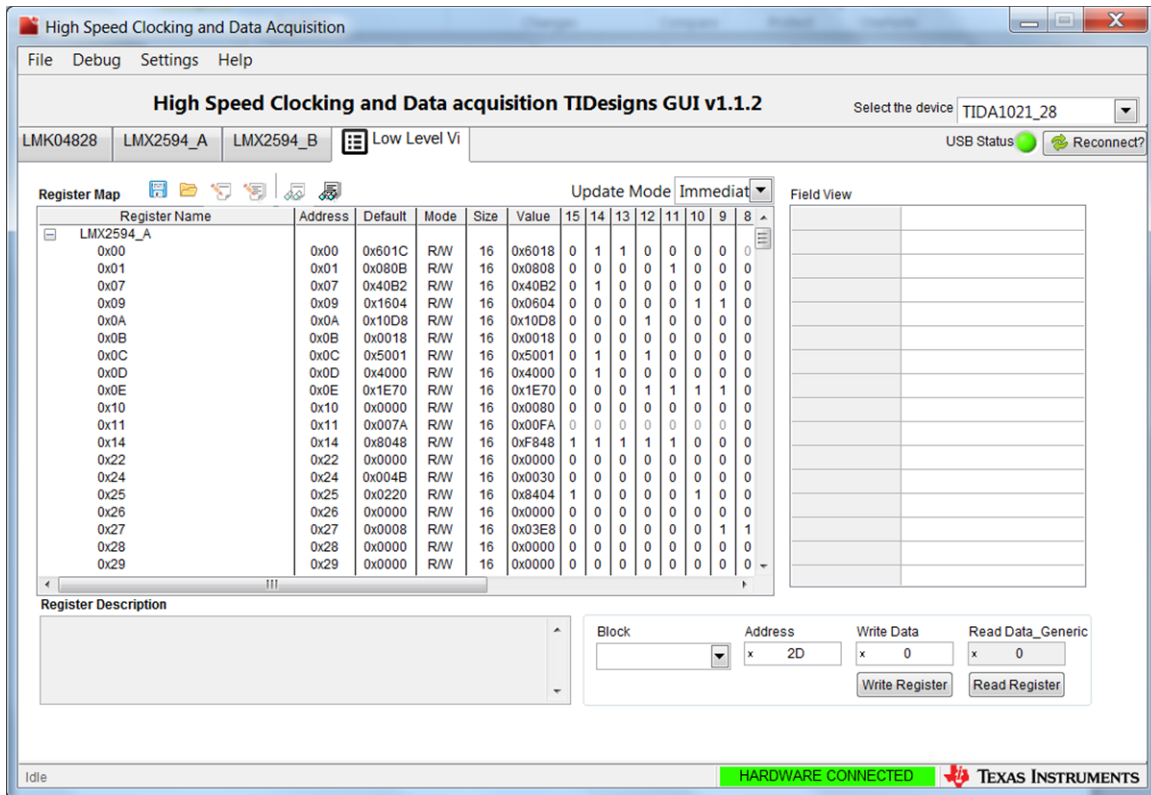 High Speed Clocking and Data Acquisition
File Debug Settings Help
High Speed Clocking and Data acquisition TIDesigns GUI v1.1.2
Select the device TIDA1021_28
LMK04828 LMX2594_A LMX2594_B Low Level Vi
USB Status Reconnect?
Register Map Update Mode Immediat Field View
Register Name Address Default Mode Size Value 15 14 13 12 11 10 9 8
LMX2594_A
0x00 0x00 0x601C R/W 16 0x6018 0 1 1 0 0 0 0 0
0x01 0x01 0x080B R/W 16 0x0808 0 0 0 0 1 0 0 0
0x07 0x07 0x40B2 R/W 16 0x40B2 0 1 0 0 0 0 0 0
0x09 0x09 0x1604 R/W 16 0x0604 0 0 0 0 0 1 1 0
0x0A 0x0A 0x10D8 R/W 16 0x10D8 0 0 0 1 0 0 0 0
0x0B 0x0B 0x0018 R/W 16 0x0018 0 0 0 0 0 0 0 0
0x0C 0x0C 0x5001 R/W 16 0x5001 0 1 0 1 0 0 0 0
0x0D 0x0D 0x4000 R/W 16 0x4000 0 1 0 0 0 0 0 0
0x0E 0x0E 0x1E70 R/W 16 0x1E70 0 0 0 1 1 1 1 0
0x10 0x10 0x0000 R/W 16 0x0080 0 0 0 0 0 0 0 0
0x11 0x11 0x007A R/W 16 0x00FA 0 0 0 0 0 0 0 0
0x14 0x14 0x8048 R/W 16 0xF848 1 1 1 1 1 0 0 0
0x22 0x22 0x0000 R/W 16 0x0000 0 0 0 0 0 0 0 0
0x24 0x24 0x004B R/W 16 0x0030 0 0 0 0 0 0 0 0
0x25 0x25 0x0220 R/W 16 0x8404 1 0 0 0 0 1 0 0
0x26 0x26 0x0000 R/W 16 0x0000 0 0 0 0 0 0 0 0
0x27 0x27 0x0008 R/W 16 0x03E8 0 0 0 0 0 0 1 1
0x28 0x28 0x0000 R/W 16 0x0000 0 0 0 0 0 0 0 0
0x29 0x29 0x0000 R/W 16 0x0000 0 0 0 0 0 0 0 0
Register Description
Block Address Write Data Read Data_Generic
x 2D x 0 x 0
Write Register Read Register
Idle HARDWARE CONNECTED TEXAS INSTRUMENTS